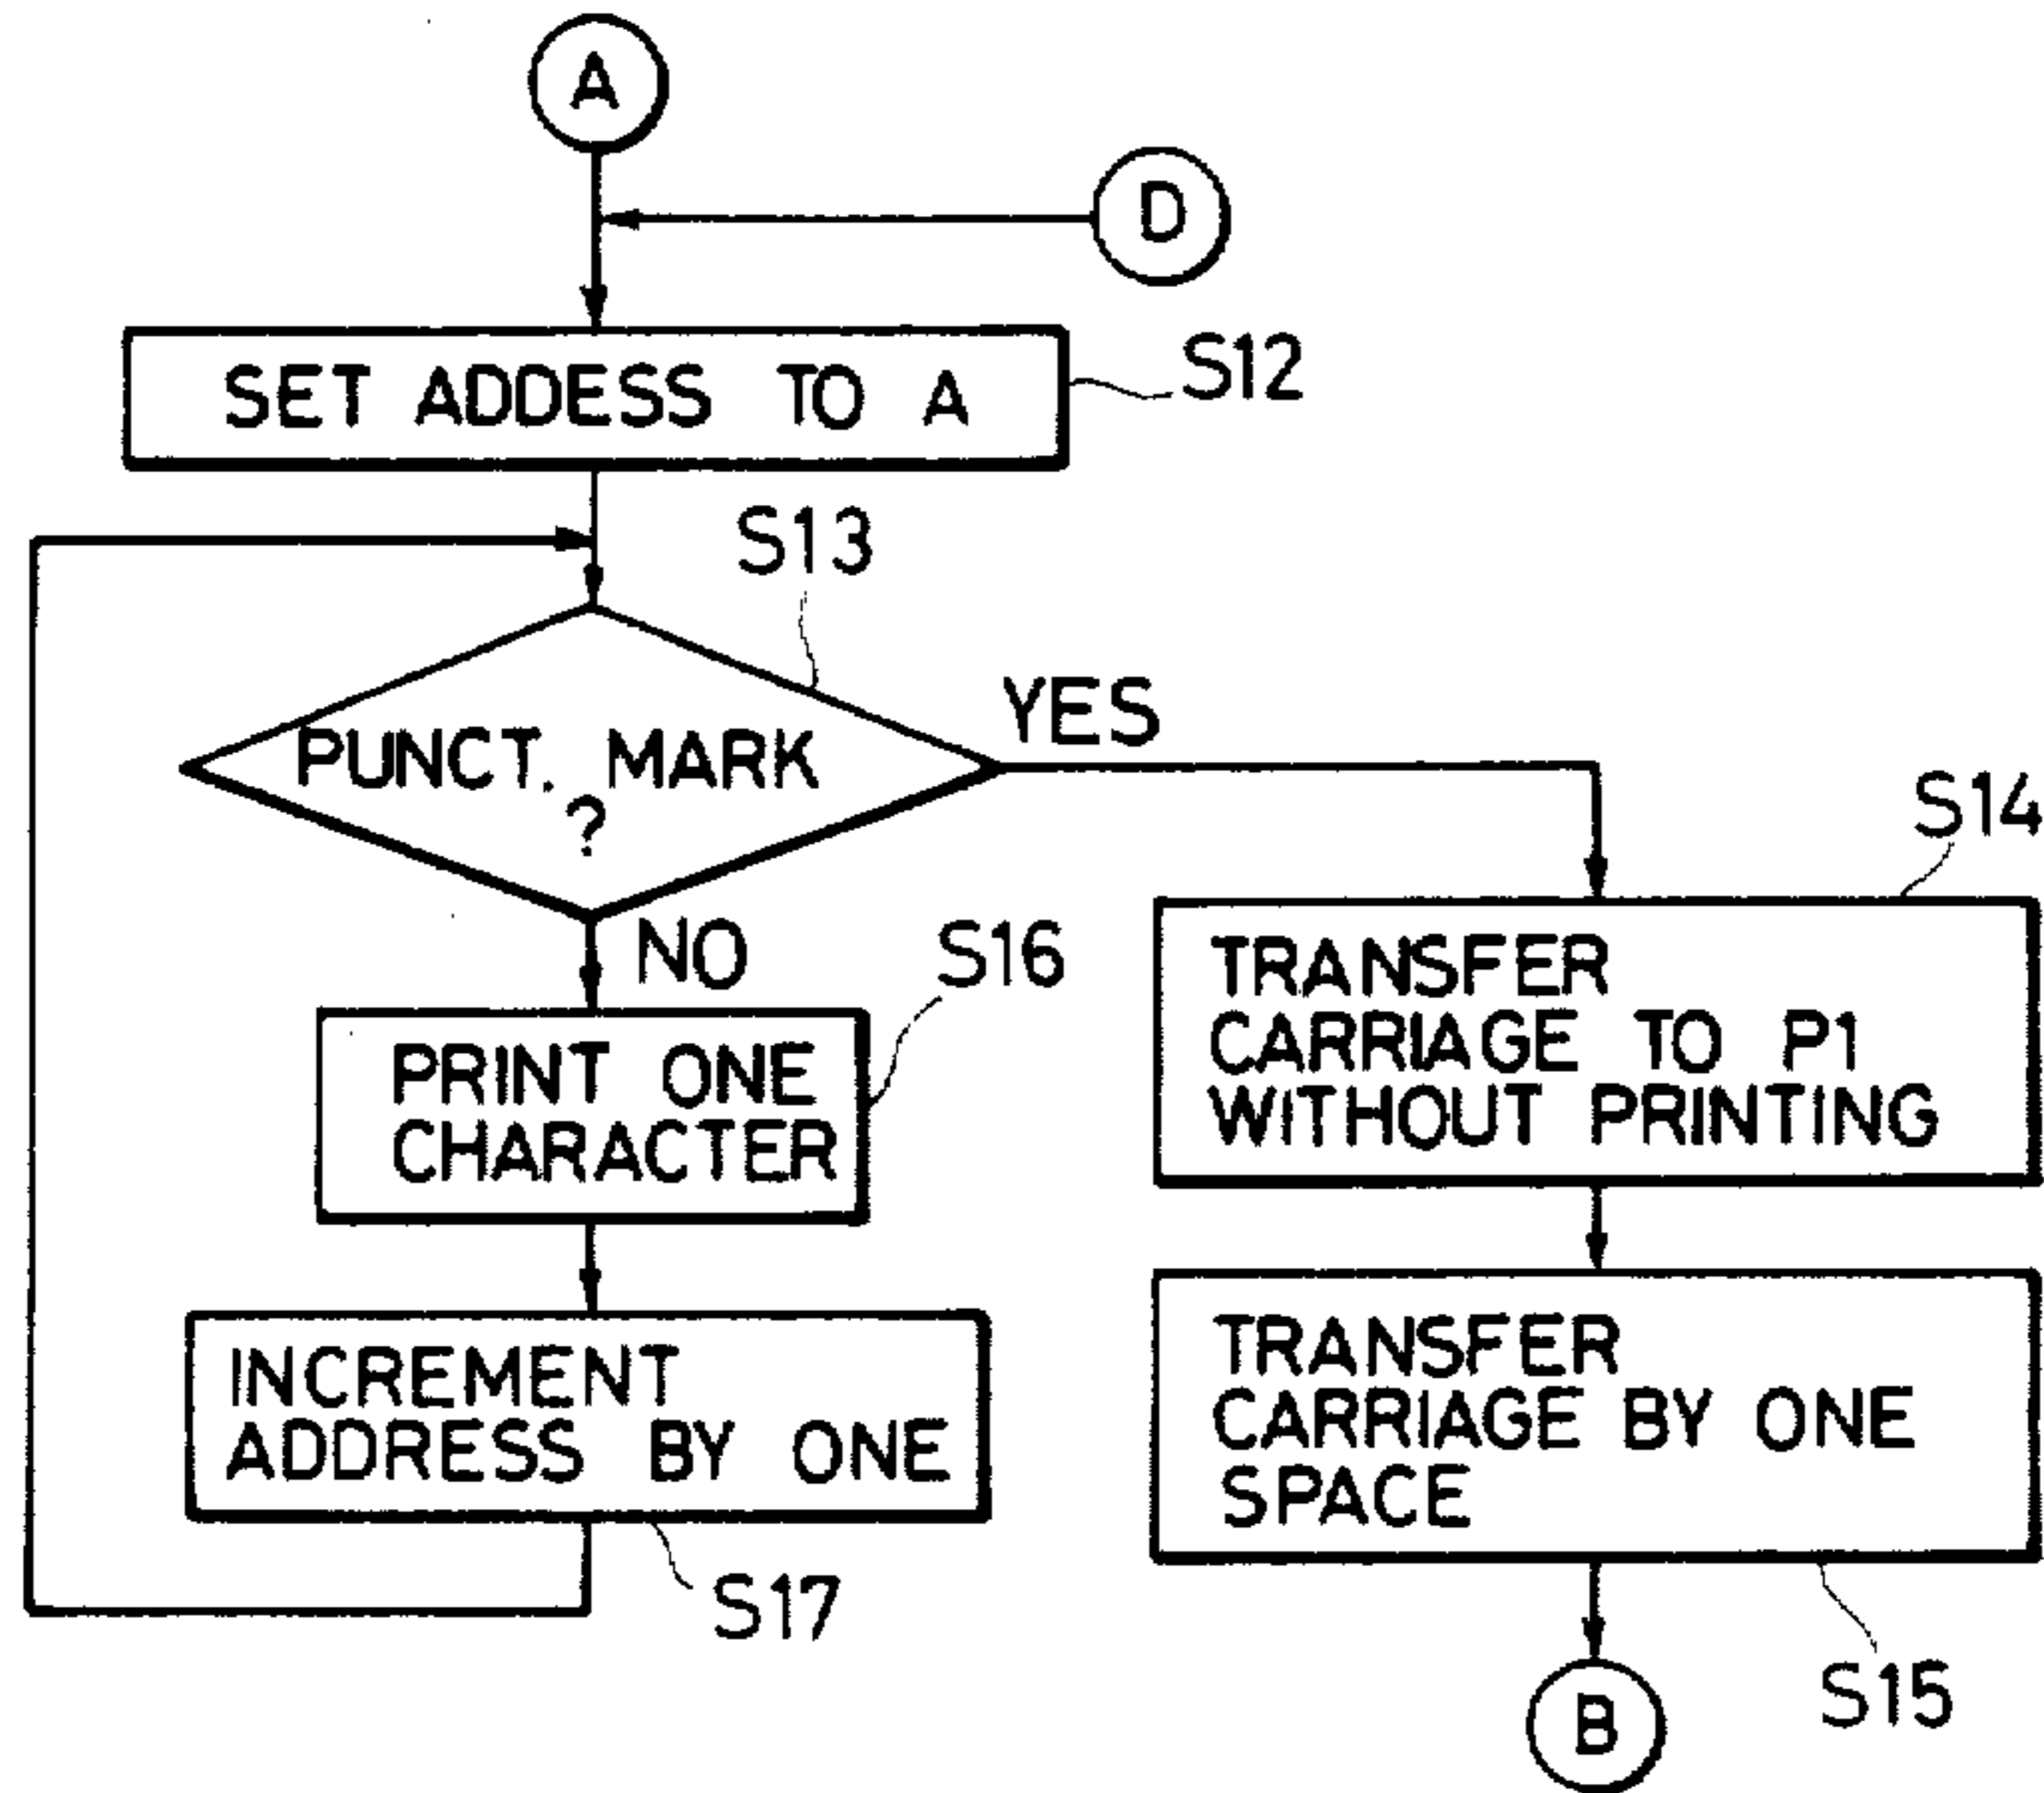 A
D
SET ADDESS TO A
S12
S13
PUNCT. MARK
?
YES
NO
S14
TRANSFER
CARRIAGE TO P1
WITHOUT PRINTING
S16
PRINT ONE
CHARACTER
INCREMENT
ADDRESS BY ONE
S17
TRANSFER
CARRIAGE BY ONE
SPACE
S15
B